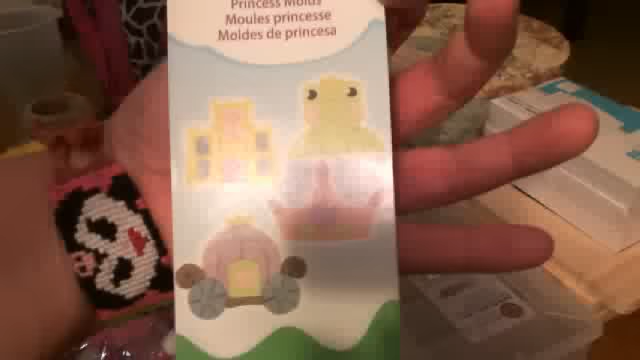 Princess Molds
Moules princesse
Moldes de princesa